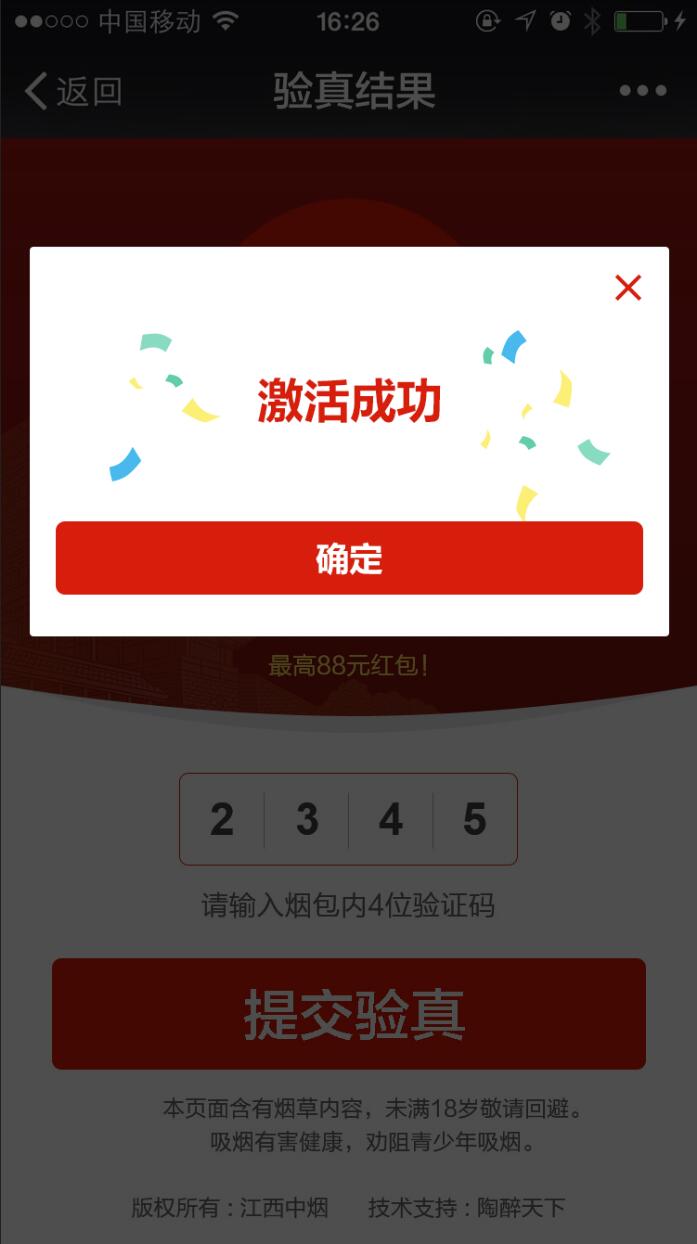 中国移动 16:26
返回 验真结果
激活成功
确定
最高88元红包!
2 3 4 5
请输入烟包内4位验证码
提交验真
本页面含有烟草内容，未满18岁敬请回避。
吸烟有害健康，劝阻青少年吸烟。
版权所有：江西中烟 技术支持：陶醉天下